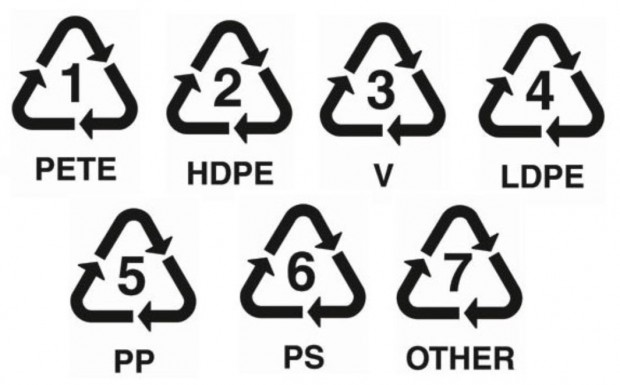 1 2 3 4
PETE HDPE V LDPE
5 6 7
PP PS OTHER